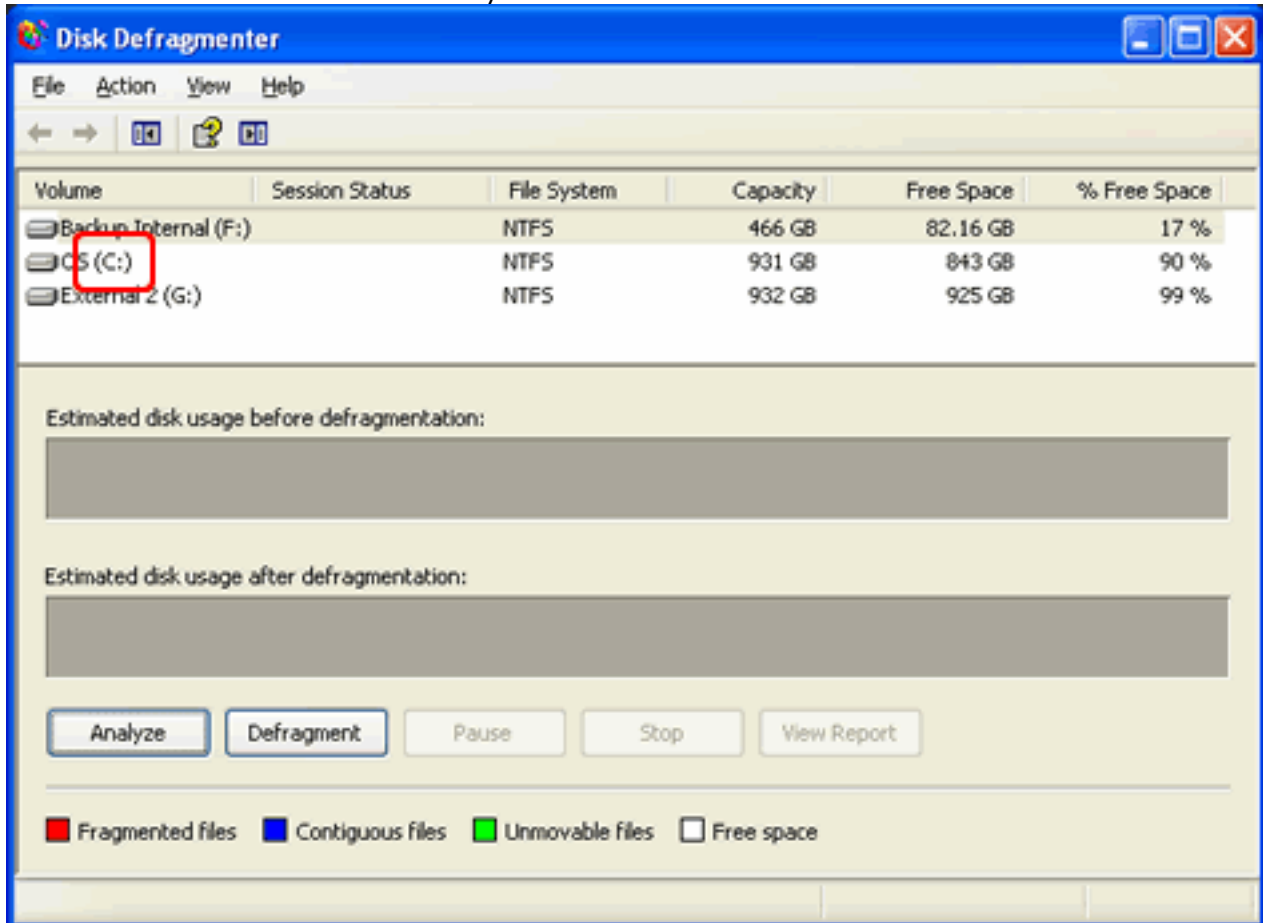 Disk Defragmenter
File Action View Help
Volume Session Status File System Capacity Free Space % Free Space
Backup Internal (F:) NTFS 466 GB 82.16 GB 17 %
OS (C:) NTFS 931 GB 843 GB 90 %
External 2 (G:) NTFS 932 GB 925 GB 99 %
Estimated disk usage before defragmentation:
Estimated disk usage after defragmentation:
Analyze Defragment Pause Stop View Report
Fragmented files Contiguous files Unmovable files Free space